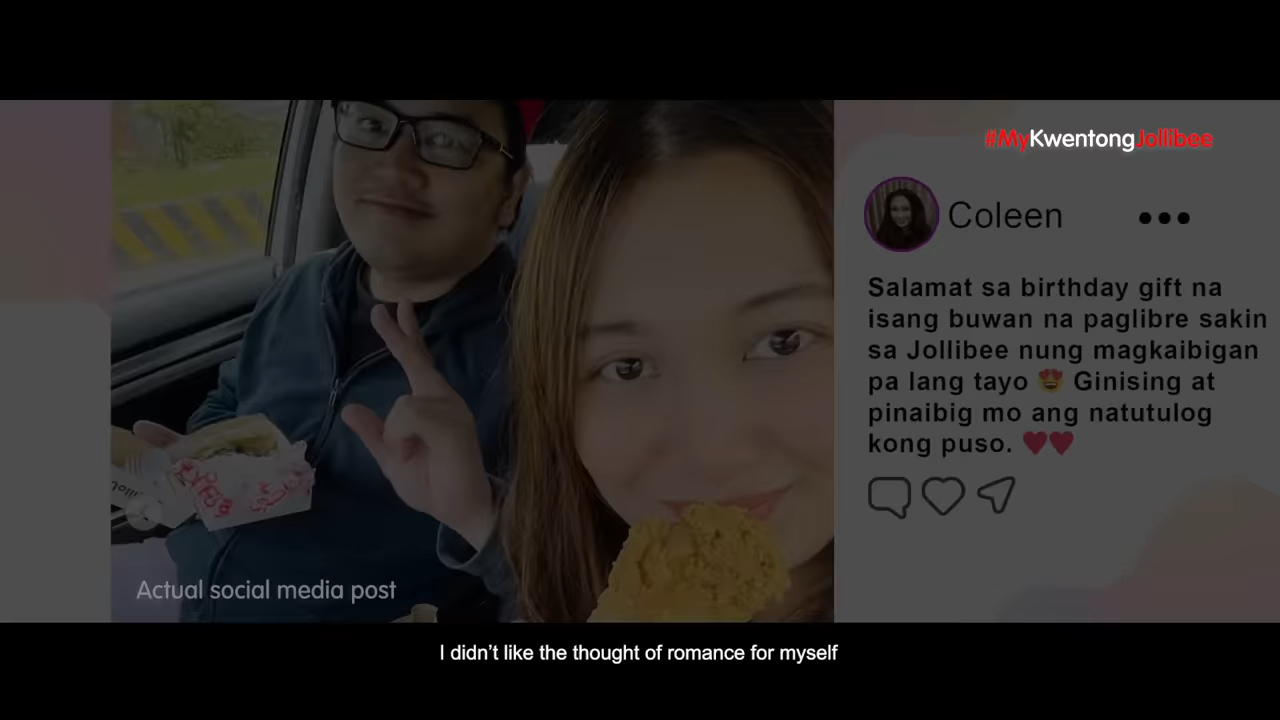 #MyKwentongJollibee
Coleen
Salamat sa birthday gift na
isang buwan na paglibre sakin
sa Jollibee nung magkaibigan
pa lang tayo 😍 Ginising at
pinaibig mo ang natutulog
kong puso. ♥♥
Actual social media post
I didn't like the thought of romance for myself